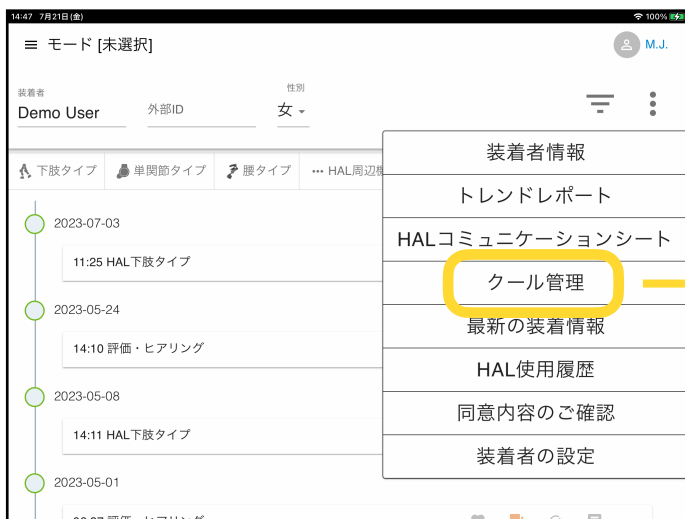 14:47 7月21日(金)
100%
モード [未選択]
M.J.
装着者
性別
Demo User
外部ID
女
下肢タイプ
単関節タイプ
腰タイプ
HAL周辺機
2023-07-03
11:25 HAL下肢タイプ
2023-05-24
14:10 評価・ヒアリング
2023-05-08
14:11 HAL下肢タイプ
2023-05-01
装着者情報
トレンドレポート
HALコミュニケーションシート
クール管理
最新の装着情報
HAL使用履歴
同意内容のご確認
装着者の設定